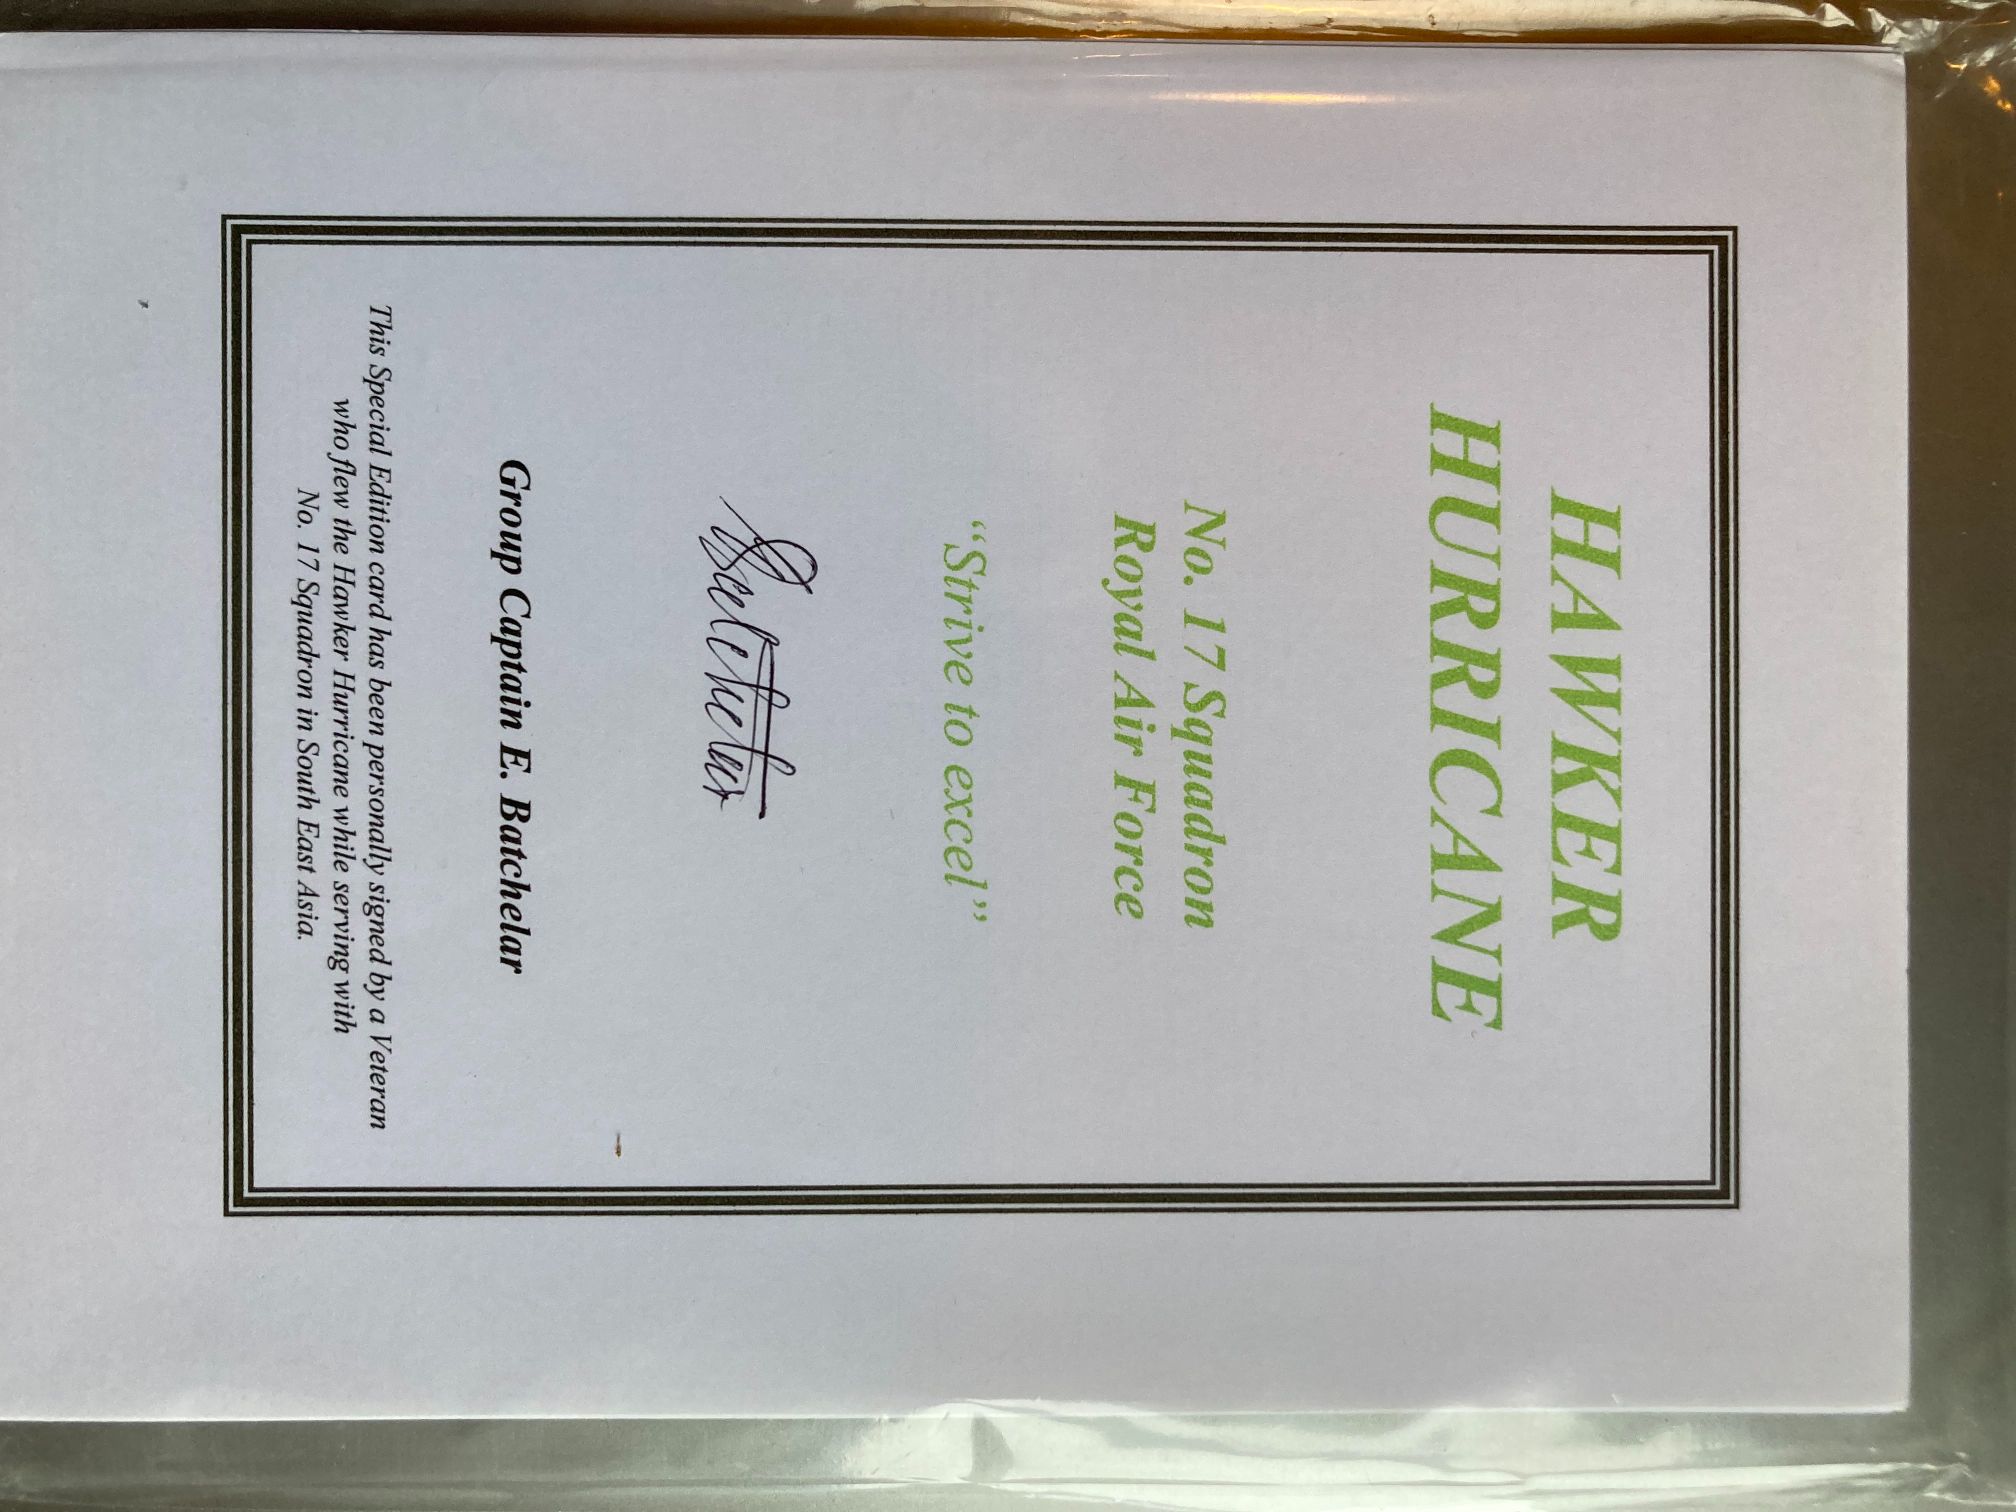 HAWKER
HURRICANE
No. 17 Squadron
Royal Air Force
“Strive to excel”
Group Captain E. Batchelar
This Special Edition card has been personally signed by a Veteran
who flew the Hawker Hurricane while serving with
No. 17 Squadron in South East Asia.